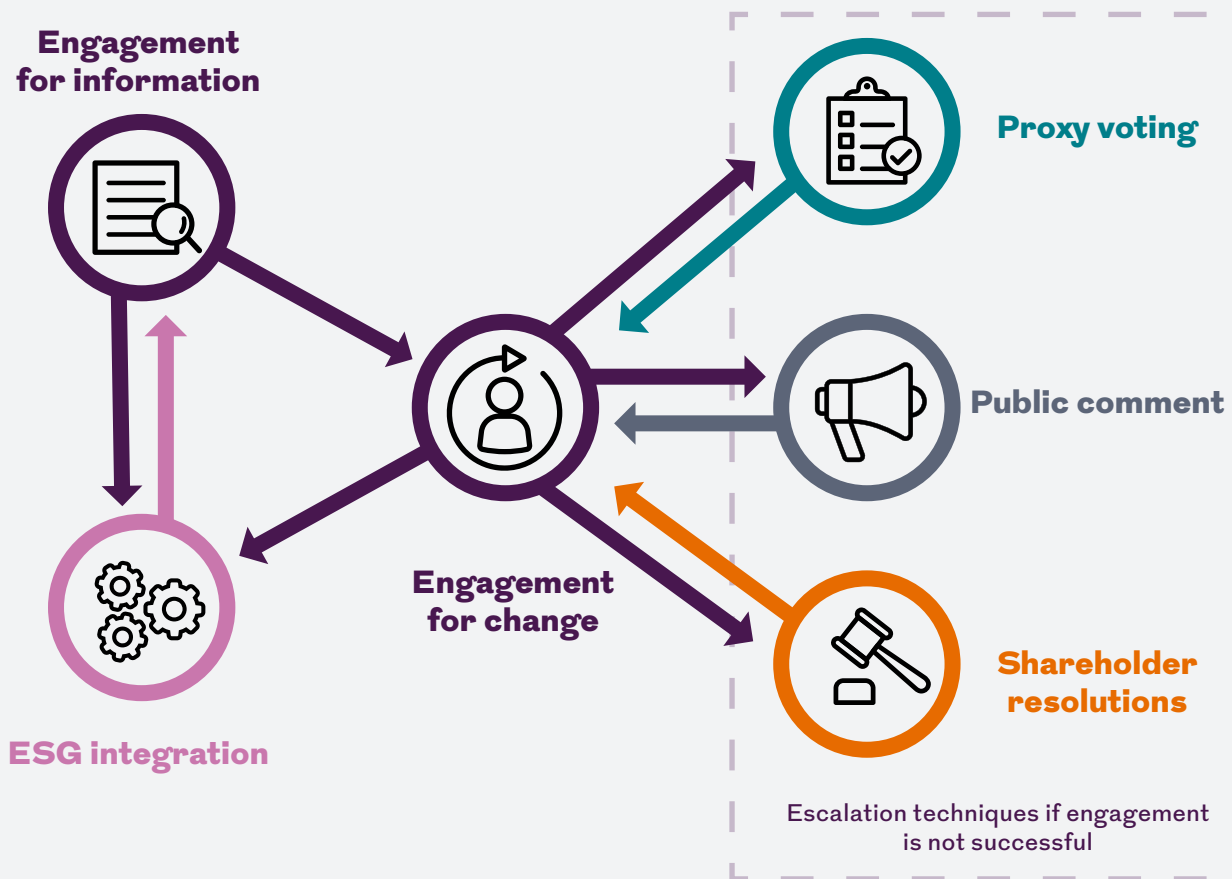 Engagement
for information
Proxy voting
Public comment
Engagement
for change
Shareholder
resolutions
ESG integration
Escalation techniques if engagement
is not successful